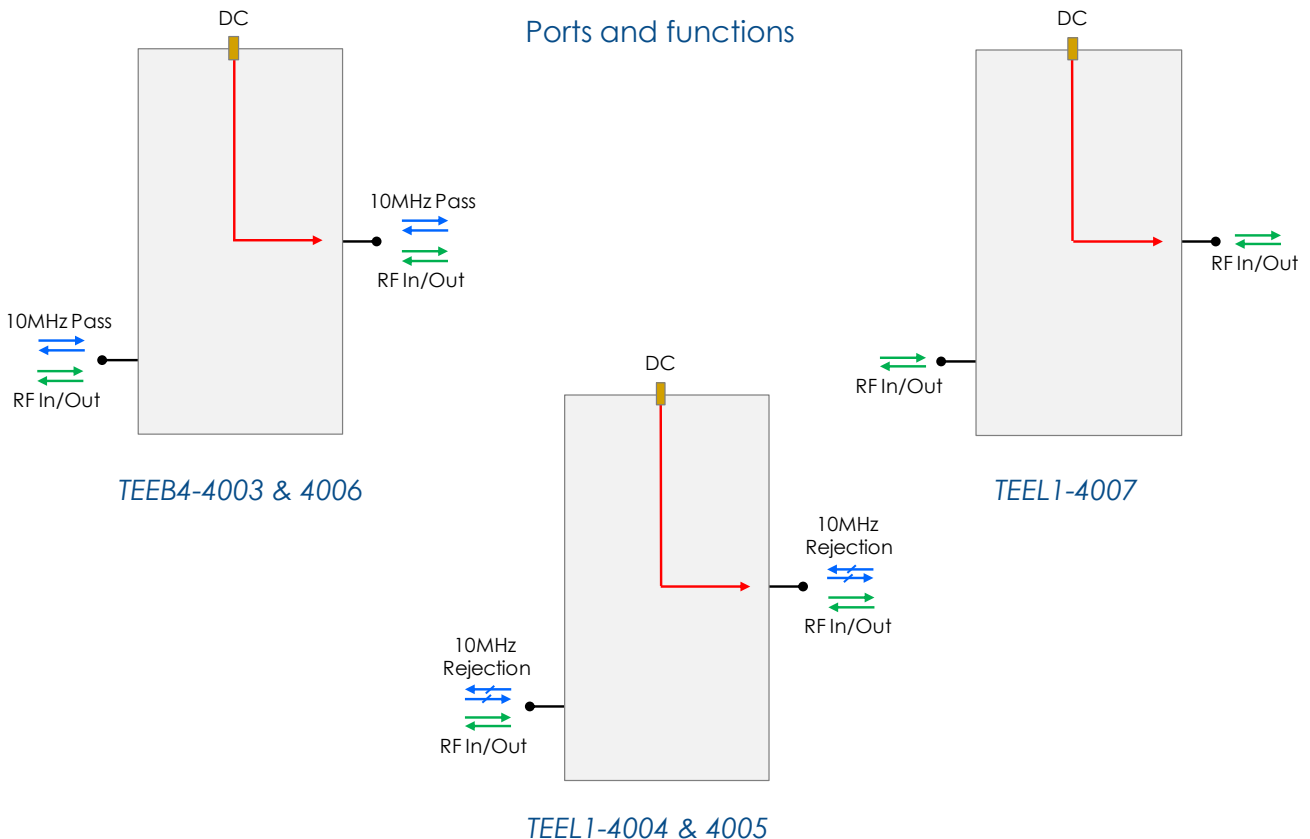 Ports and functions
DC
10MHz Pass
RF In/Out
10MHz Pass
RF In/Out
TEEB4-4003 & 4006
DC
RF In/Out
RF In/Out
TEEL1-4007
DC
10MHz
Rejection
RF In/Out
10MHz
Rejection
RF In/Out
TEEL1-4004 & 4005